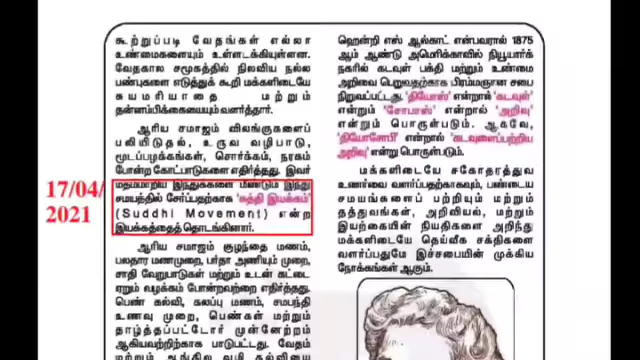 கூற்றுப்படி வேதங்கள் எல்லா
உண்மைகளையும் உள்ளடக்கியுள்ளன.
வேதகால சமூகத்தில் நிலவிய நல்ல
பண்புகளை எடுத்துக் கூறி மக்களிடையே
சுயமரியாதை மற்றும்
தன்னம்பிக்கையையும் வளர்த்தார்.
ஆரிய சமாஜம் விலங்குகளைப்
பலியிடுதல், உருவ வழிபாடு,
மூடப்பழக்கங்கள், சொர்க்கம், நரகம்
போன்ற கோட்பாடுகளை எதிர்த்தது. இவர்
மதம்மாறிய இந்துக்களை மீண்டும் இந்து
சமயத்தில் சேர்ப்பதற்காக 'சுத்தி இயக்கம்'
(Suddhi Movement) என்ற
இயக்கத்தைத் தொடங்கினார்.
ஆரிய சமாஜம் குழந்தை மணம்,
பலதார மணமுறை, பர்தா அணியும் முறை,
சாதி வேறுபாடுகள் மற்றும் உடன் கட்டை
ஏறும் வழக்கம் போன்றவற்றை எதிர்த்தது.
பெண் கல்வி, கலப்பு மணம், சமபந்தி
உணவு முறை, பெண்கள் மற்றும்
தாழ்த்தப்பட்டோர் முன்னேற்றம்
ஆகியவற்றிற்காக பாடுபட்டது. வேதம்
மற்றும் ஆங்கில வழி கல்வியை
17/04/
2021
ஹென்றி எஸ் ஆல்காட் என்பவரால் 1875
ஆம் ஆண்டு அமெரிக்காவில் நியூயார்க்
நகரில் கடவுள் பக்தி மற்றும் உண்மை
அறிவை பெறுவதற்காக பிரம்மஞான சபை
நிறுவப்பட்டது. 'தியோஸ்' என்றால் 'கடவுள்'
என்றும் 'சோபாஸ்' என்றால் 'அறிவு'
என்றும் பொருள்படும். ஆகவே,
'தியோசோபி' என்றால் 'கடவுளைப்பற்றிய
அறிவு' என்று பொருள்படும்.
மக்களிடையே சகோதரத்துவ
உணர்வை வளர்ப்பதற்காகவும், பண்டைய
சமயங்களைப் பற்றியும் மற்றும்
தத்துவங்கள், அறிவியல், மற்றும்
இயற்கையின் நியதிகளை அறிந்து
மக்களிடையே தெய்வீக சக்திகளை
வளர்ப்பதுமே இச்சபையின் முக்கிய
நோக்கங்கள் ஆகும்.